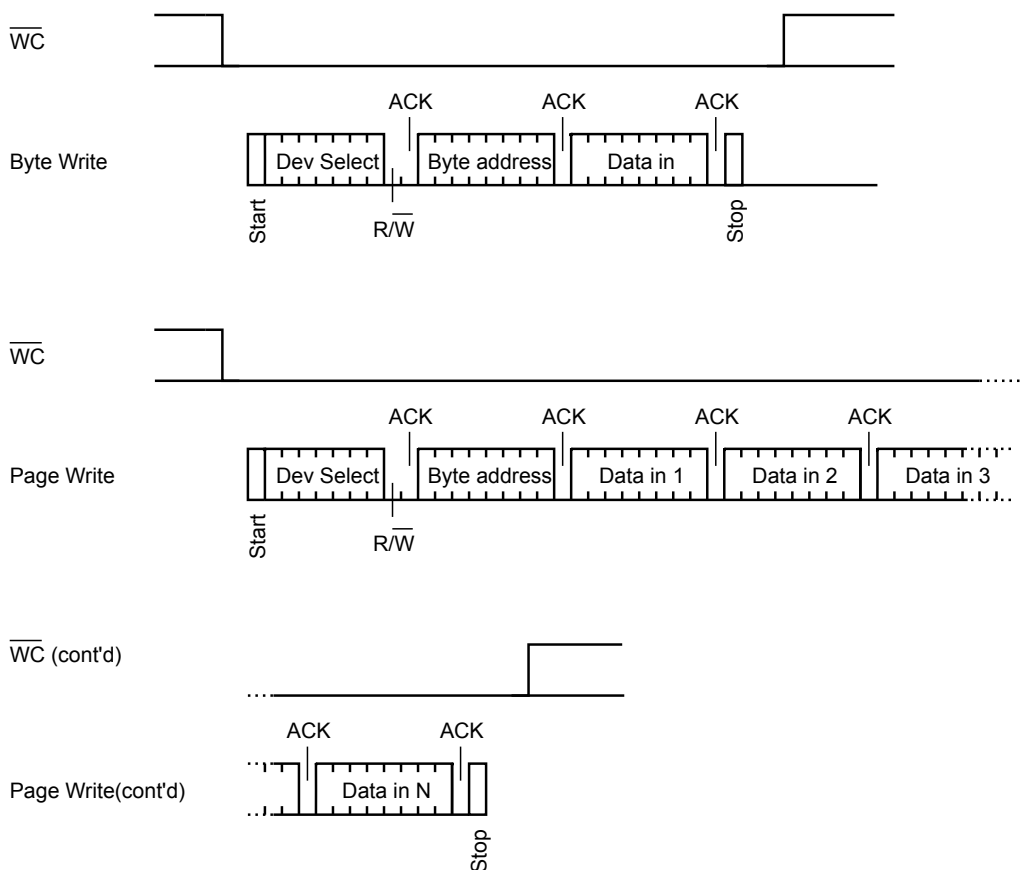 WC
ACK ACK ACK
Byte Write Dev Select Byte address Data in
R/W
Start Stop
WC
ACK ACK ACK ACK
Page Write Dev Select Byte address Data in 1 Data in 2 Data in 3
R/W
Start
WC (cont'd)
ACK ACK
Page Write(cont'd) Data in N
Stop